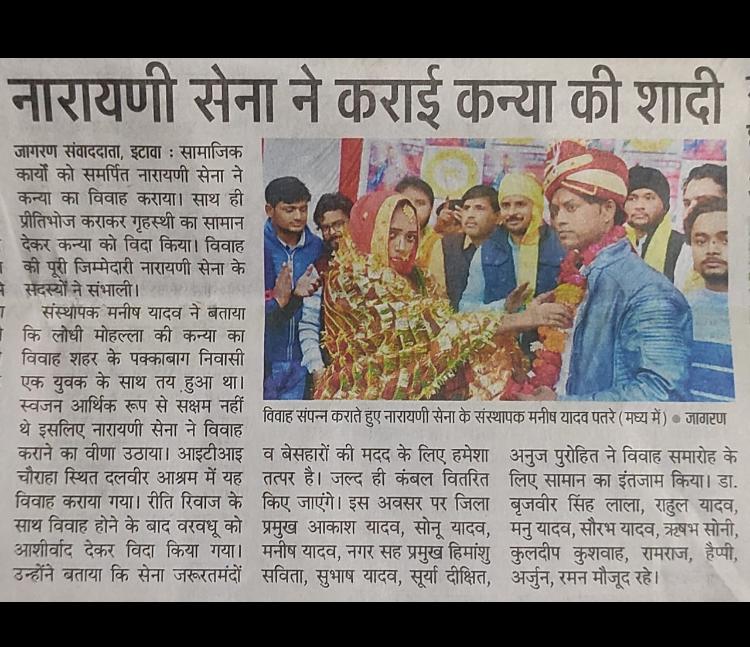 नारायणी सेना ने कराई कन्या की शादी
जागरण संवाददाता, इटावा : सामाजिक
कार्यों को समर्पित नारायणी सेना ने
कन्या का विवाह कराया। साथ ही
प्रीतिभोज कराकर गृहस्थी का सामान
देकर कन्या को विदा किया। विवाह
की पूरी जिम्मेदारी नारायणी सेना के
सदस्यों ने संभाली।
संस्थापक मनीष यादव ने बताया
कि लोधी मोहल्ला की कन्या का
विवाह शहर के पक्काबाग निवासी
एक युवक के साथ तय हुआ था।
स्वजन आर्थिक रूप से सक्षम नहीं
थे इसलिए नारायणी सेना ने विवाह
कराने का वीणा उठाया। आइटीआइ
चौराहा स्थित दलवीर आश्रम में यह
विवाह कराया गया। रीति रिवाज के
साथ विवाह होने के बाद वरवधू को
आशीर्वाद देकर विदा किया गया।
उन्होंने बताया कि सेना जरूरतमंदों
विवाह संपन्न कराते हुए नारायणी सेना के संस्थापक मनीष यादव पतरे (मध्य में) ● जागरण
व बेसहारों की मदद के लिए हमेशा
तत्पर है। जल्द ही कंबल वितरित
किए जाएंगे। इस अवसर पर जिला
प्रमुख आकाश यादव, सोनू यादव,
मनीष यादव, नगर सह प्रमुख हिमांशु
सविता, सुभाष यादव, सूर्या दीक्षित,
अनुज पुरोहित ने विवाह समारोह के
लिए सामान का इंतजाम किया। डा.
बृजवीर सिंह लाला, राहुल यादव,
मनु यादव, सौरभ यादव, ऋषभ सोनी,
कुलदीप कुशवाह, रामराज, हैप्पी,
अर्जुन, रमन मौजूद रहे।